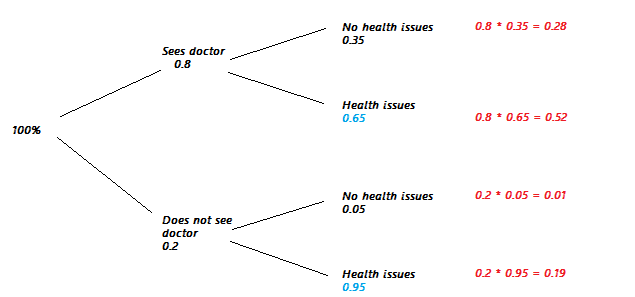 No health issues
0.35
0.8 * 0.35 = 0.28
Sees doctor
0.8
Health issues
0.65
0.8 * 0.65 = 0.52
100%
No health issues
0.05
0.2 * 0.05 = 0.01
Does not see
doctor
0.2
Health issues
0.95
0.2 * 0.95 = 0.19